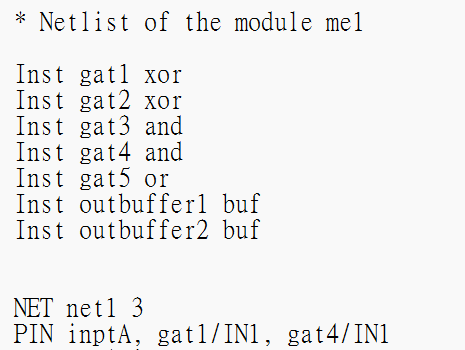 * Netlist of the module me1
Inst gat1 xor
Inst gat2 xor
Inst gat3 and
Inst gat4 and
Inst gat5 or
Inst outbuffer1 buf
Inst outbuffer2 buf
NET net1 3
PIN inptA, gat1/IN1, gat4/IN1